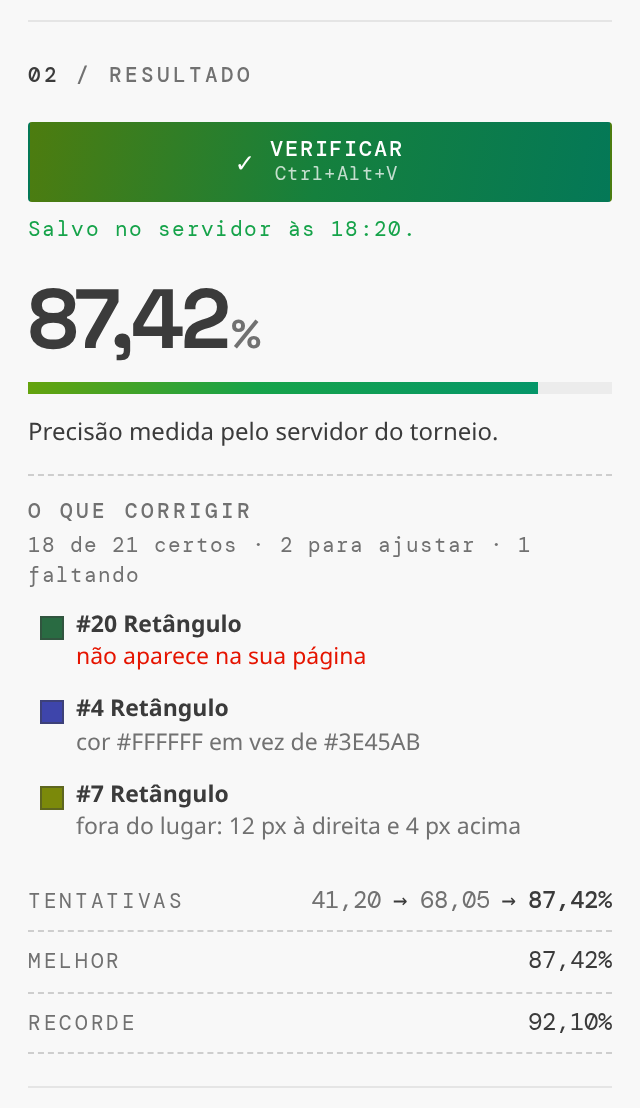 02 / RESULTADO
✓ VERIFICAR
Ctrl+Alt+V
Salvo no servidor às 18:20.
87,42%
Precisão medida pelo servidor do torneio.
O QUE CORRIGIR
18 de 21 certos · 2 para ajustar · 1
faltando
#20 Retângulo
não aparece na sua página
#4 Retângulo
cor #FFFFFF em vez de #3E45AB
#7 Retângulo
fora do lugar: 12 px à direita e 4 px acima
TENTATIVAS 41,20 → 68,05 → 87,42%
MELHOR 87,42%
RECORDE 92,10%